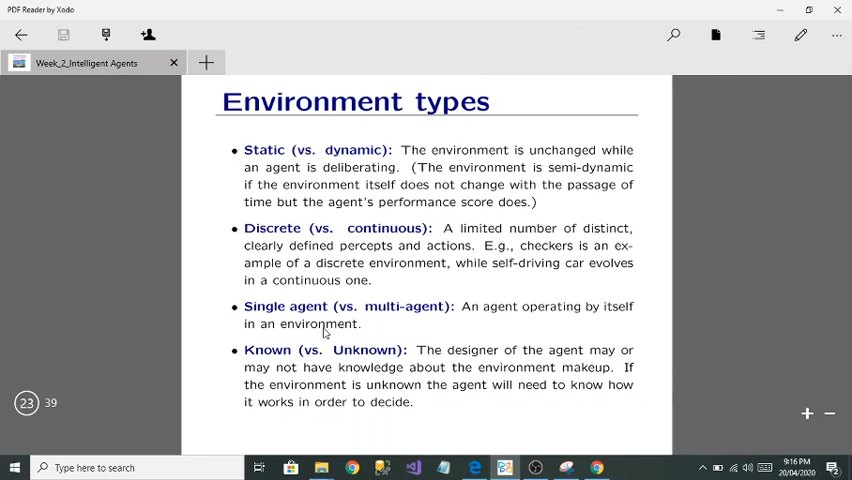 PDF Reader by Xodo
Week_2_Intelligent Agents
Environment types
• Static (vs. dynamic): The environment is unchanged while
an agent is deliberating. (The environment is semi-dynamic
if the environment itself does not change with the passage of
time but the agent's performance score does.)
• Discrete (vs. continuous): A limited number of distinct,
clearly defined percepts and actions. E.g., checkers is an ex-
ample of a discrete environment, while self-driving car evolves
in a continuous one.
• Single agent (vs. multi-agent): An agent operating by itself
in an environment.
• Known (vs. Unknown): The designer of the agent may or
may not have knowledge about the environment makeup. If
the environment is unknown the agent will need to know how
it works in order to decide.
23 39
Type here to search
9:16 PM
20/04/2020
2